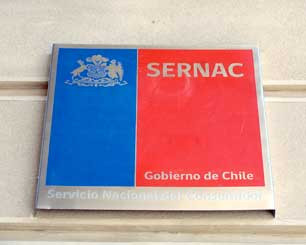 SERNAC
Gobierno de Chile
Servicio Nacional del Consumidor